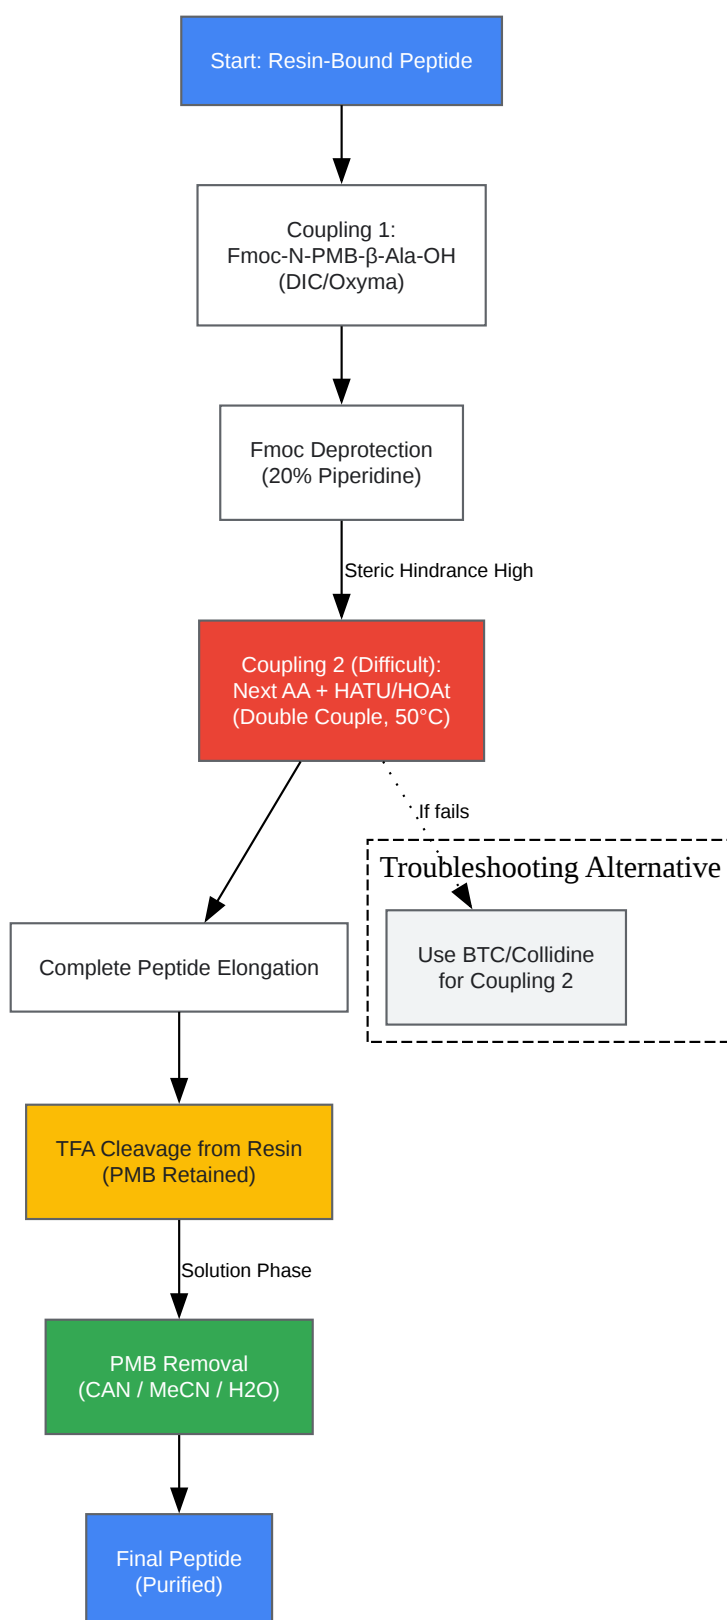 Start: Resin-Bound Peptide
Coupling 1:
Fmoc-N-PMB-β-Ala-OH
(DIC/Oxyma)
Fmoc Deprotection
(20% Piperidine)
Steric Hindrance High
Coupling 2 (Difficult):
Next AA + HATU/HOAt
(Double Couple, 50°C)
If fails
Troubleshooting Alternative
Use BTC/Collidine
for Coupling 2
Complete Peptide Elongation
TFA Cleavage from Resin
(PMB Retained)
Solution Phase
PMB Removal
(CAN / MeCN / H2O)
Final Peptide
(Purified)